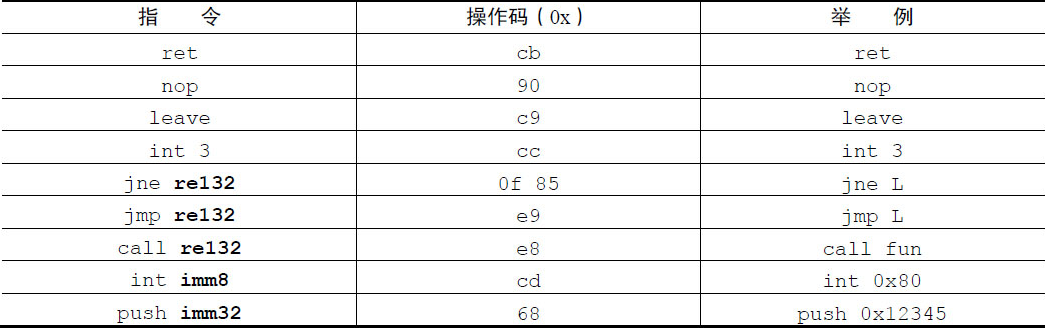 指 令 操作码（0x） 举 例
ret cb ret
nop 90 nop
leave c9 leave
int 3 cc int 3
jne re132 0f 85 jne L
jmp re132 e9 jmp L
call re132 e8 call fun
int imm8 cd int 0x80
push imm32 68 push 0x12345